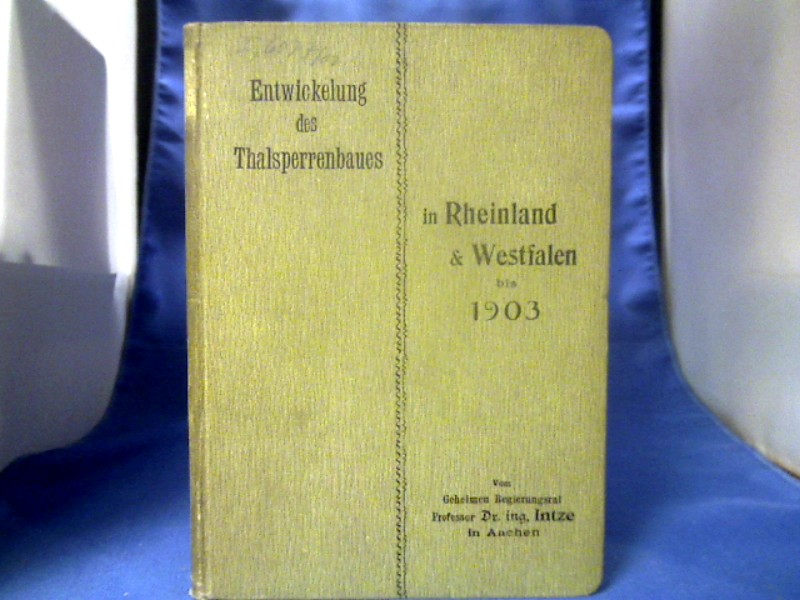 Entwickelung
des
Thalsperrenbaues
in Rheinland
& Westfalen
bis
1903
Vom
Geheimen Regierungsrat
Professor Dr. ing. Intze
in Aachen